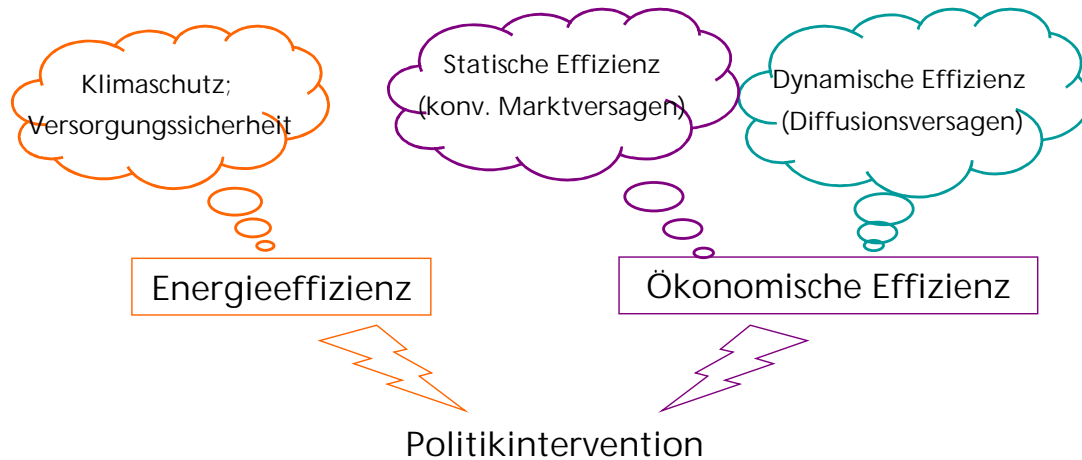 Klimaschutz;
Versorgungssicherheit
Statische Effizienz
(konv. Marktversagen)
Dynamische Effizienz
(Diffusionsversagen)
Energieeffizienz
Ökonomische Effizienz
Politikintervention